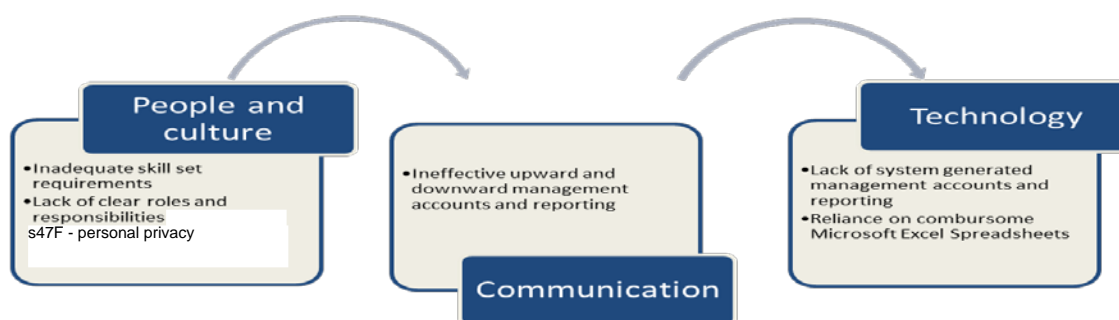 People and
culture
•Inadequate skill set
requirements
•Lack of clear roles and
responsibilities
s47F - personal privacy
•Ineffective upward and
downward management
accounts and reporting
Communication
Technology
•Lack of system generated
management accounts and
reporting
•Reliance on combursome
Microsoft Excel Spreadsheets